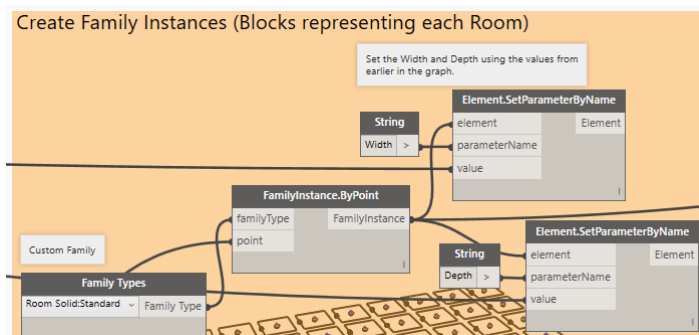 Create Family Instances (Blocks representing each Room)
Set the Width and Depth using the values from
earlier in the graph.
Element.SetParameterByName
element
Element
parameterName
value
String
Width
>
FamilyInstance.ByPoint
familyType
FamilyInstance
point
Element.SetParameterByName
element
Element
parameterName
value
String
Depth
>
Custom Family
Family Types
Room Solid:Standard
Family Type